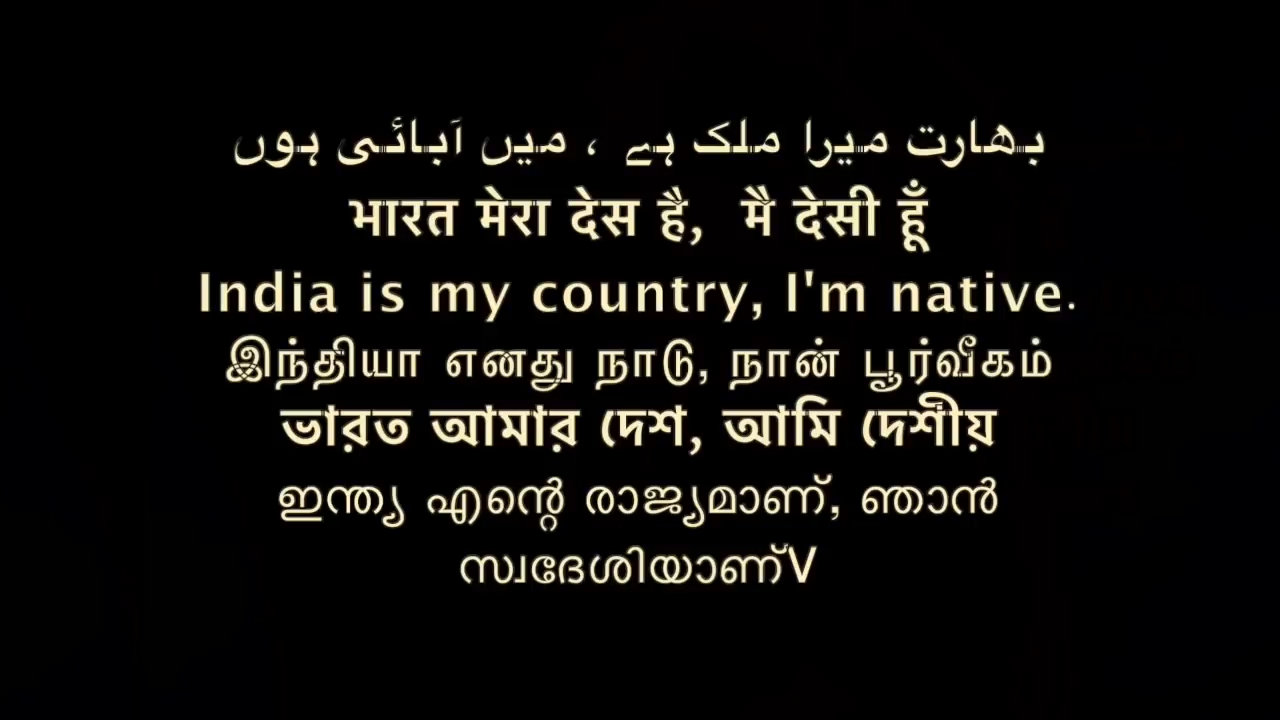 بھارت میرا ملک ہے ، میں آبائی ہوں
भारत मेरा देस है, मै देसी हूँ
India is my country, I'm native.
இந்தியா எனது நாடு, நான் பூர்வீகம்
ভারত আমার দেশ, আমি দেশীয়
ഇന്ത്യ എന്റെ രാജ്യമാണ്, ഞാൻ
സ്വദേശിയാണ്V